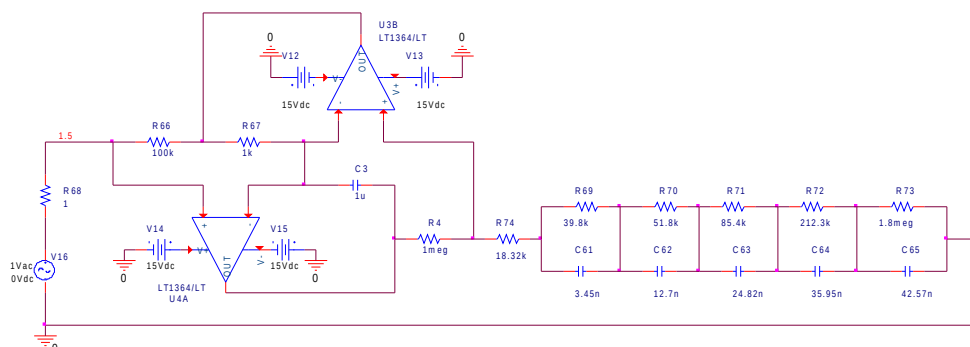 U3B
LT1364/LT
0
V12
V13
0
OUT
V-
V+
15Vdc
-
+
15Vdc
1.5
R66
100k
R67
1k
C3
1u
R68
1
R69
39.8k
R70
51.8k
R71
85.4k
R72
212.3k
R73
1.8meg
V14
+
-
V15
V+
V-
15Vdc
15Vdc
OUT
0
0
LT1364/LT
U4A
R4
1meg
R74
18.32k
C61
3.45n
C62
12.7n
C63
24.82n
C64
35.95n
C65
42.57n
V16
1Vac
0Vdc
0